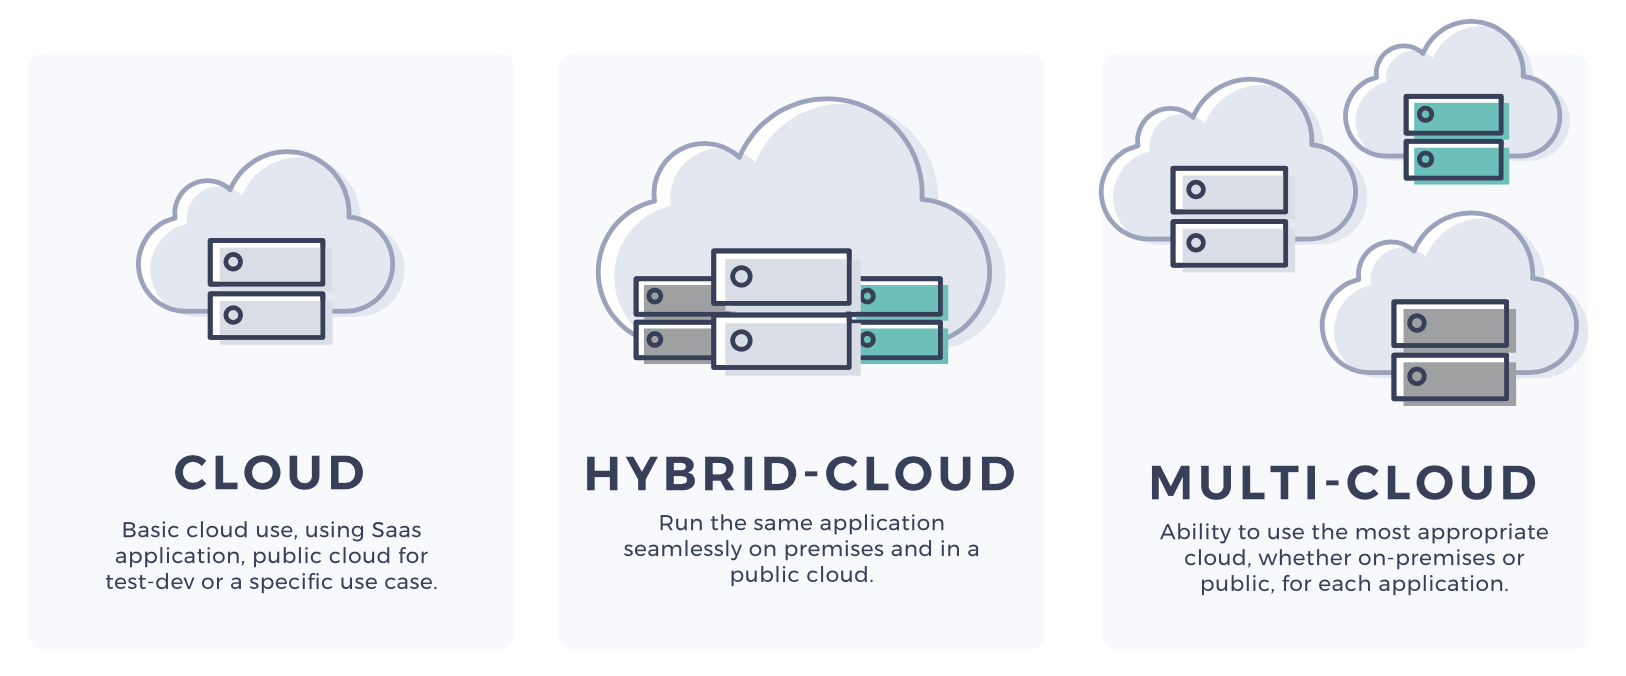 CLOUD
Basic cloud use, using Saas
application, public cloud for
test-dev or a specific use case.
HYBRID-CLOUD
Run the same application
seamlessly on premises and in a
public cloud.
MULTI-CLOUD
Ability to use the most appropriate
cloud, whether on-premises or
public, for each application.